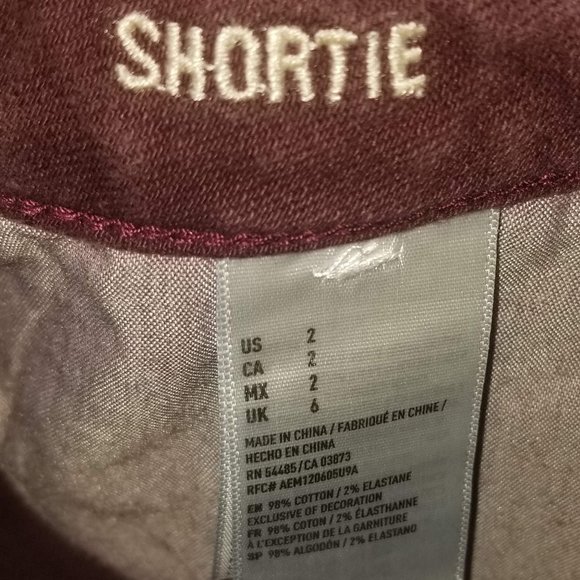 SHORTIE
US 2
CA 2
MX 2
UK 6
MADE IN CHINA / FABRIQUÉ EN CHINE /
HECHO EN CHINA
RN 54485/CA 03873
RFC# AEM120605U9A
EN 98% COTTON / 2% ELASTANE
EXCLUSIVE OF DECORATION
FR 98% COTON / 2% ÉLASTHANNE
À L'EXCEPTION DE LA GARNITURE
SP 98% ALGODÓN / 2% ELASTANO